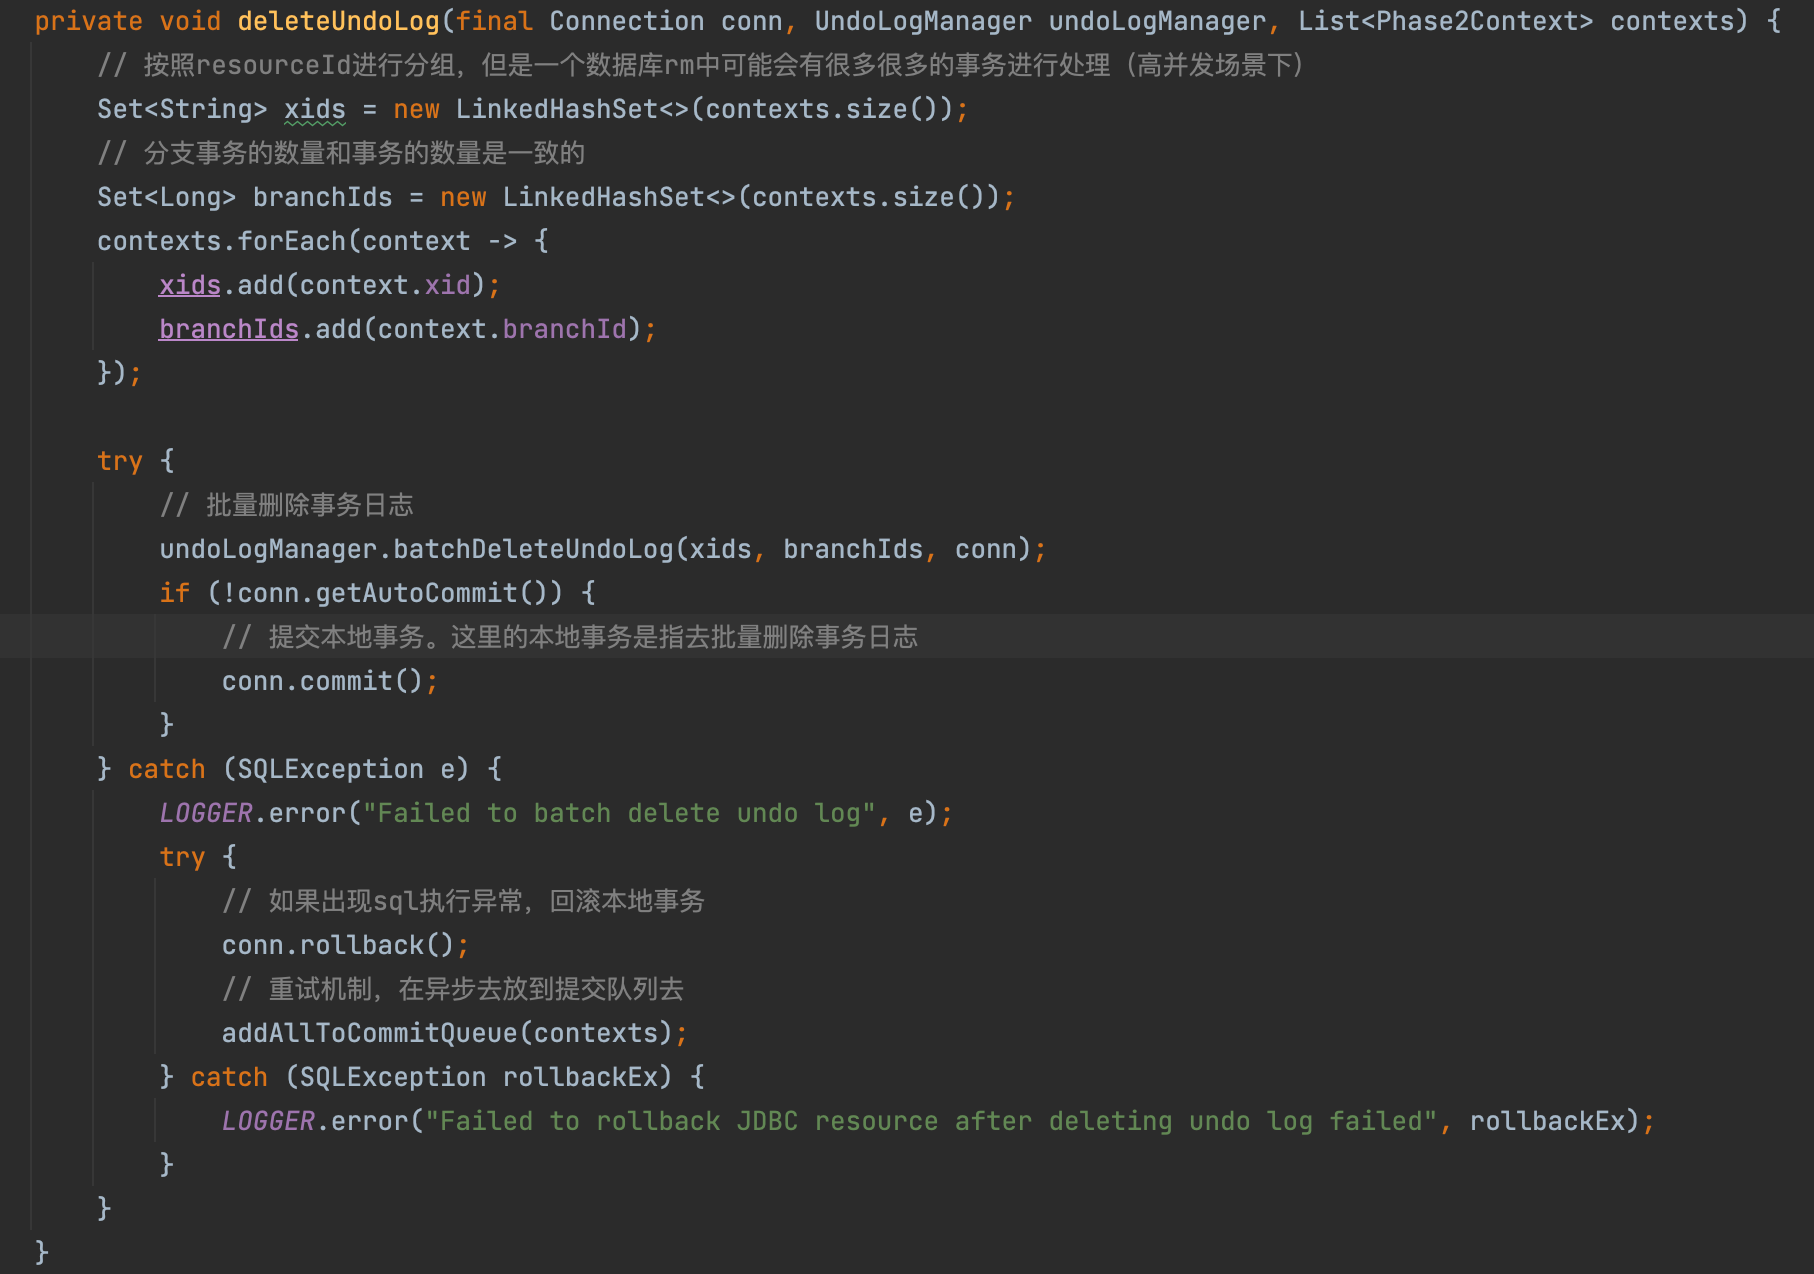 private void deleteUndoLog(final Connection conn, UndoLogManager undoLogManager, List<Phase2Context> contexts) {
// 按照resourceId进行分组，但是一个数据库rm中可能会有很多很多的事务进行处理（高并发场景下）
Set<String> xids = new LinkedHashSet<>(contexts.size());
// 分支事务的数量和事务的数量是一致的
Set<Long> branchIds = new LinkedHashSet<>(contexts.size());
contexts.forEach(context -> {
xids.add(context.xid);
branchIds.add(context.branchId);
});
try {
// 批量删除事务日志
undoLogManager.batchDeleteUndoLog(xids, branchIds, conn);
if (!conn.getAutoCommit()) {
// 提交本地事务。这里的本地事务是指去批量删除事务日志
conn.commit();
}
} catch (SQLException e) {
LOGGER.error("Failed to batch delete undo log", e);
try {
// 如果出现sql执行异常，回滚本地事务
conn.rollback();
// 重试机制，在异步去放到提交队列去
addAllToCommitQueue(contexts);
} catch (SQLException rollbackEx) {
LOGGER.error("Failed to rollback JDBC resource after deleting undo log failed", rollbackEx);
}
}
}